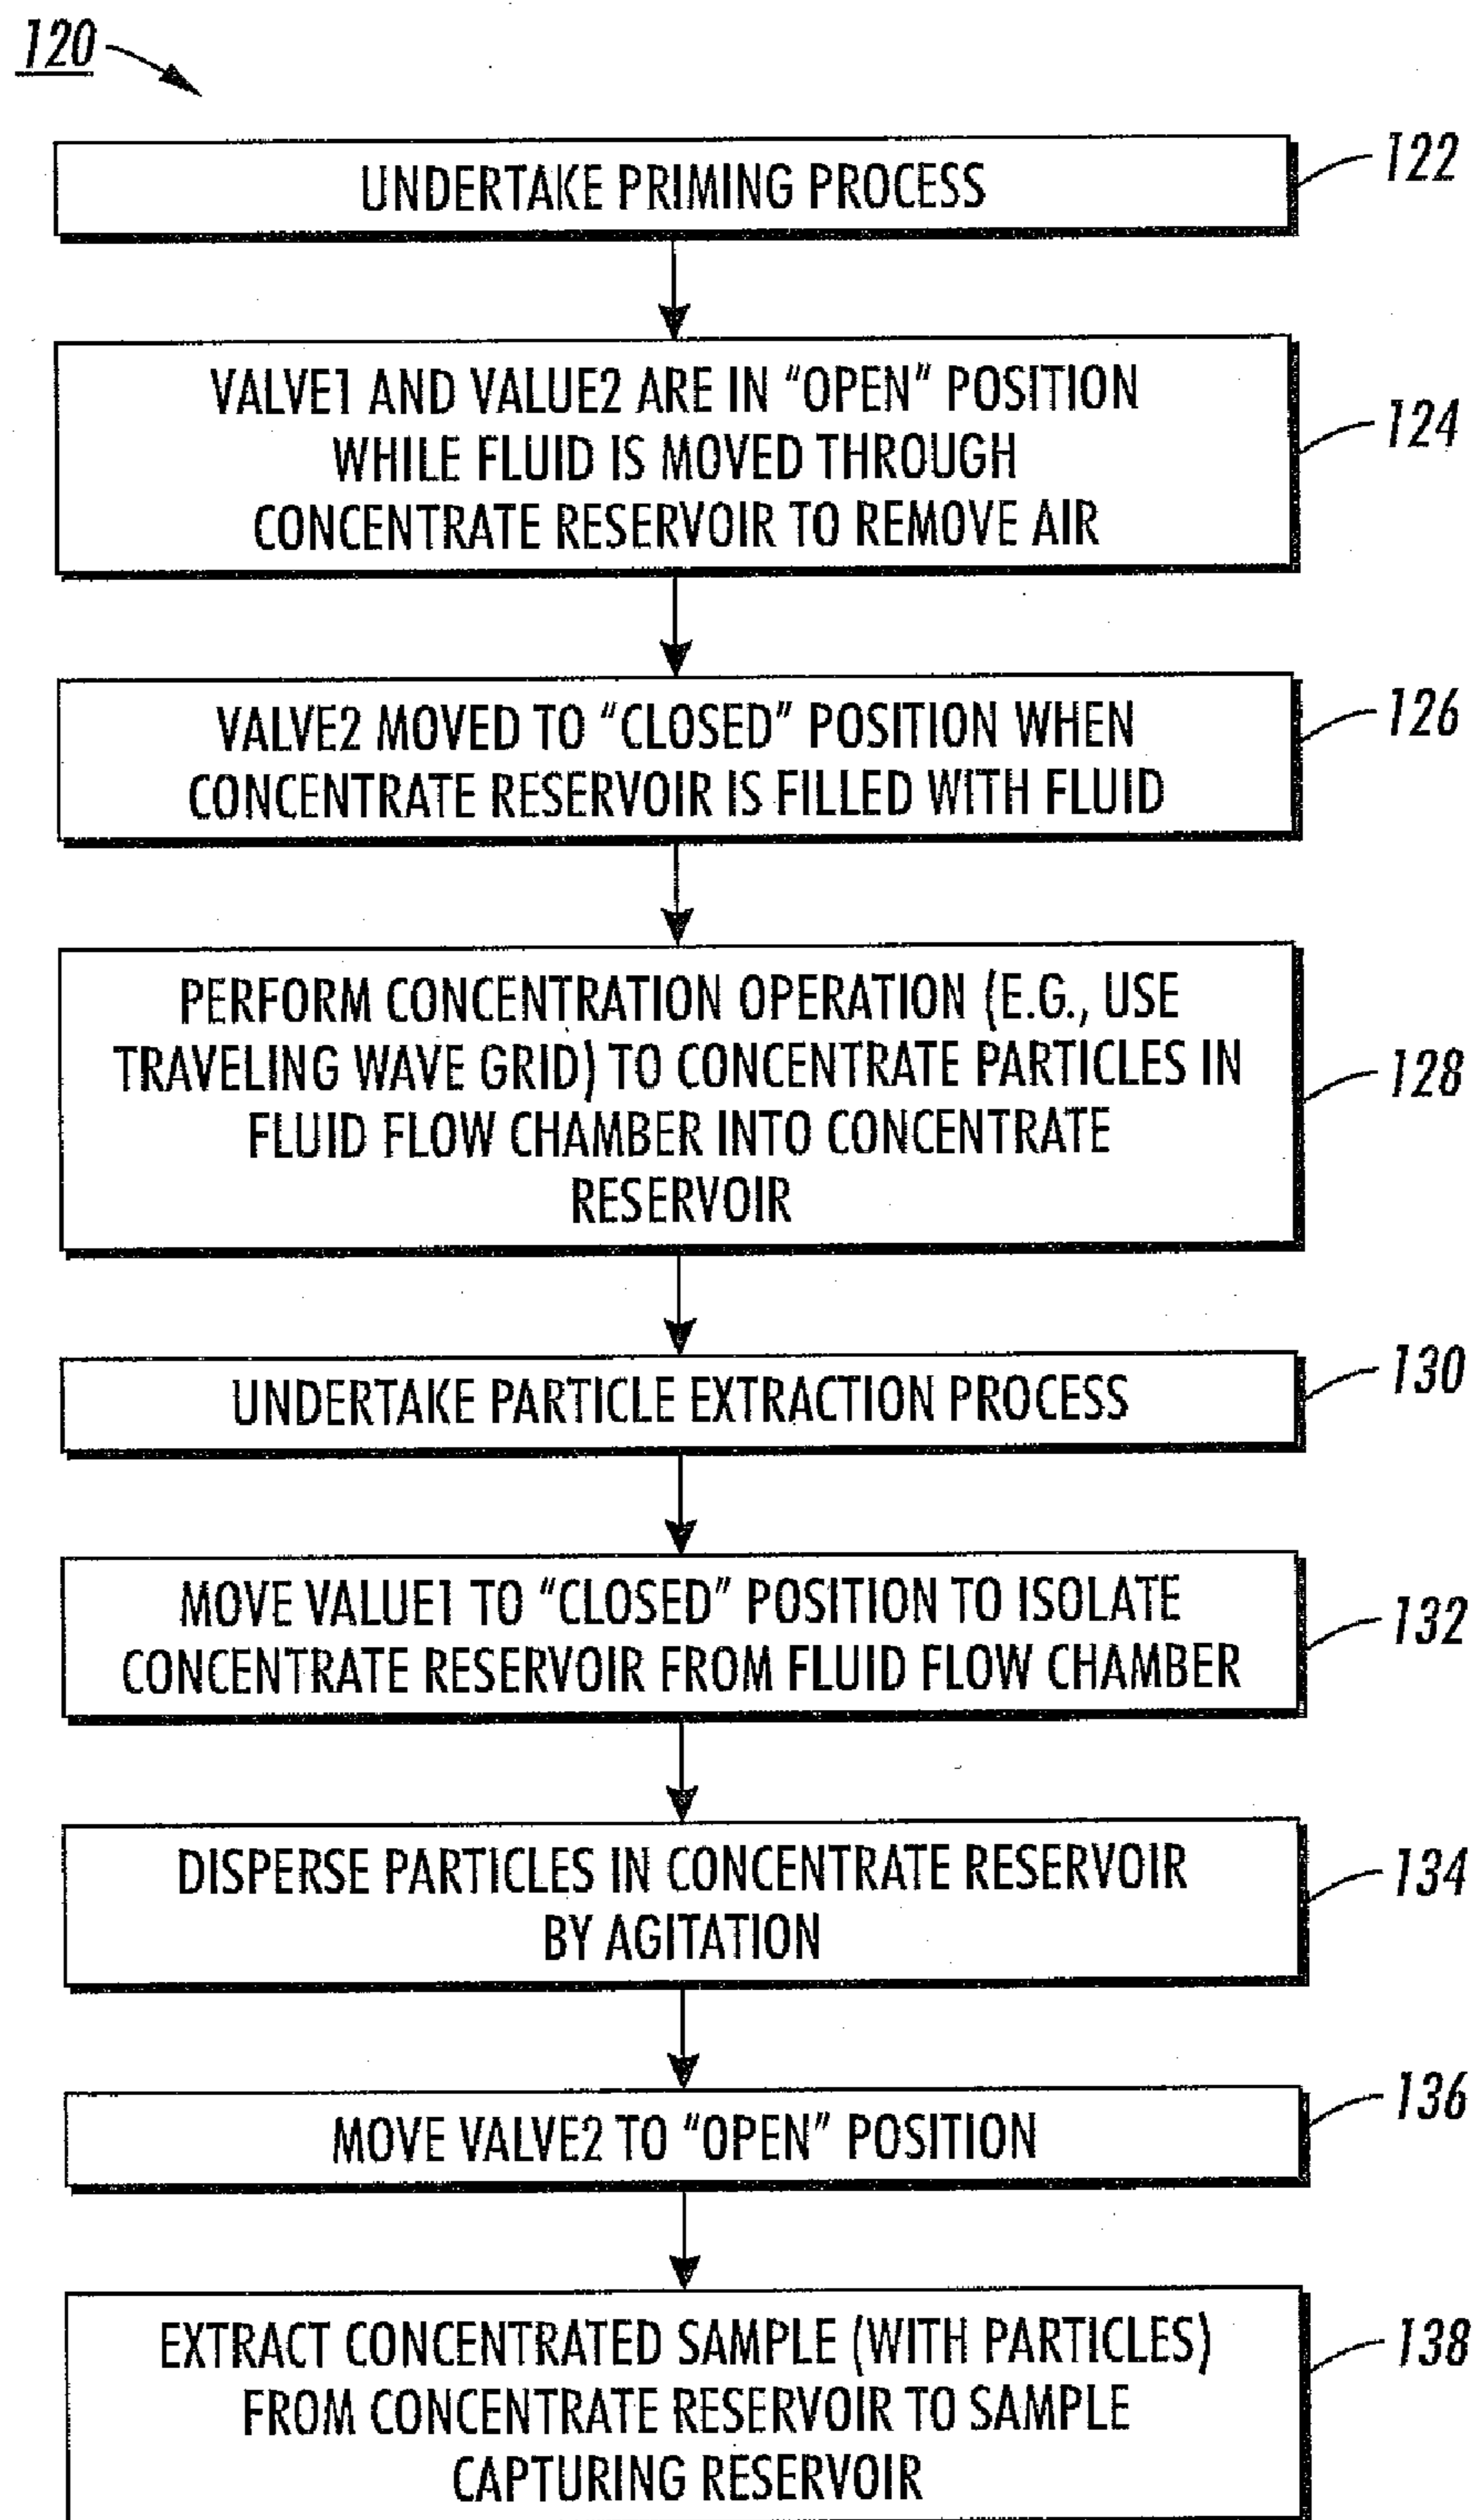 120
UNDERTAKE PRIMING PROCESS
122
VALVE1 AND VALUE2 ARE IN "OPEN" POSITION
WHILE FLUID IS MOVED THROUGH
CONCENTRATE RESERVOIR TO REMOVE AIR
124
VALVE2 MOVED TO "CLOSED" POSITION WHEN
CONCENTRATE RESERVOIR IS FILLED WITH FLUID
126
PERFORM CONCENTRATION OPERATION (E.G., USE
TRAVELING WAVE GRID) TO CONCENTRATE PARTICLES IN
FLUID FLOW CHAMBER INTO CONCENTRATE
RESERVOIR
128
UNDERTAKE PARTICLE EXTRACTION PROCESS
130
MOVE VALUE1 TO "CLOSED" POSITION TO ISOLATE
CONCENTRATE RESERVOIR FROM FLUID FLOW CHAMBER
132
DISPERSE PARTICLES IN CONCENTRATE RESERVOIR
BY AGITATION
134
MOVE VALVE2 TO "OPEN" POSITION
136
EXTRACT CONCENTRATED SAMPLE (WITH PARTICLES)
FROM CONCENTRATE RESERVOIR TO SAMPLE
CAPTURING RESERVOIR
138